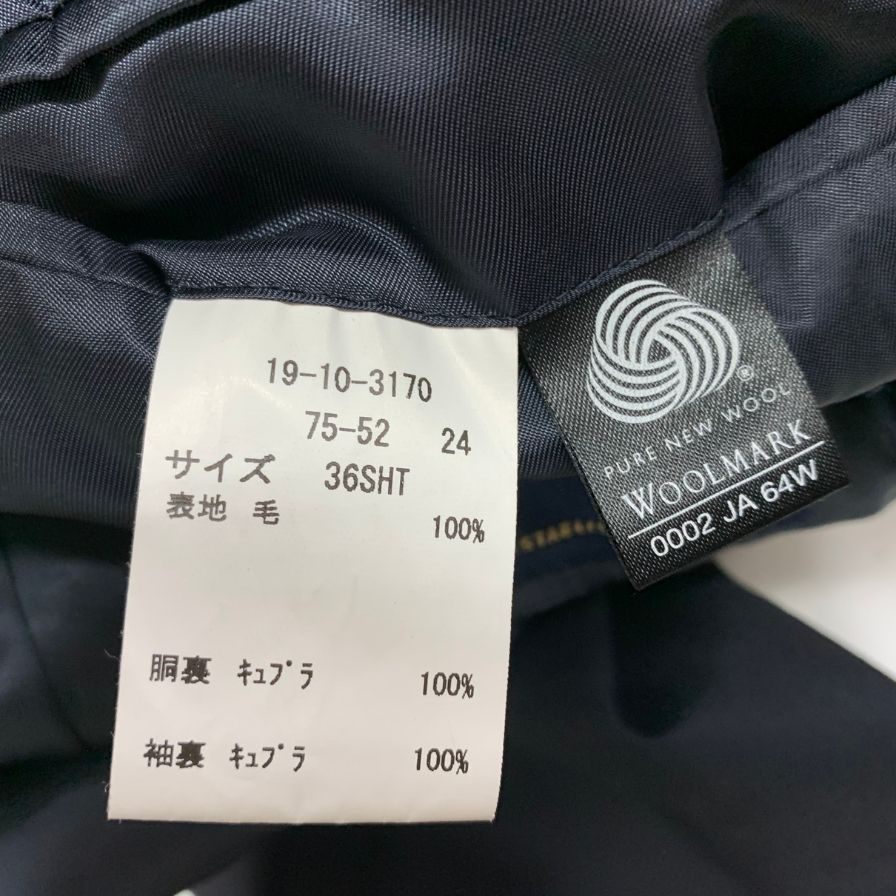 19-10-3170
75-52 24
サイズ 36SHT
表地 毛 100%
胴裏 ｷｭﾌﾟﾗ 100%
袖裏 ｷｭﾌﾟﾗ 100%
®
PURE NEW WOOL
WOOLMARK
0002 JA 64W